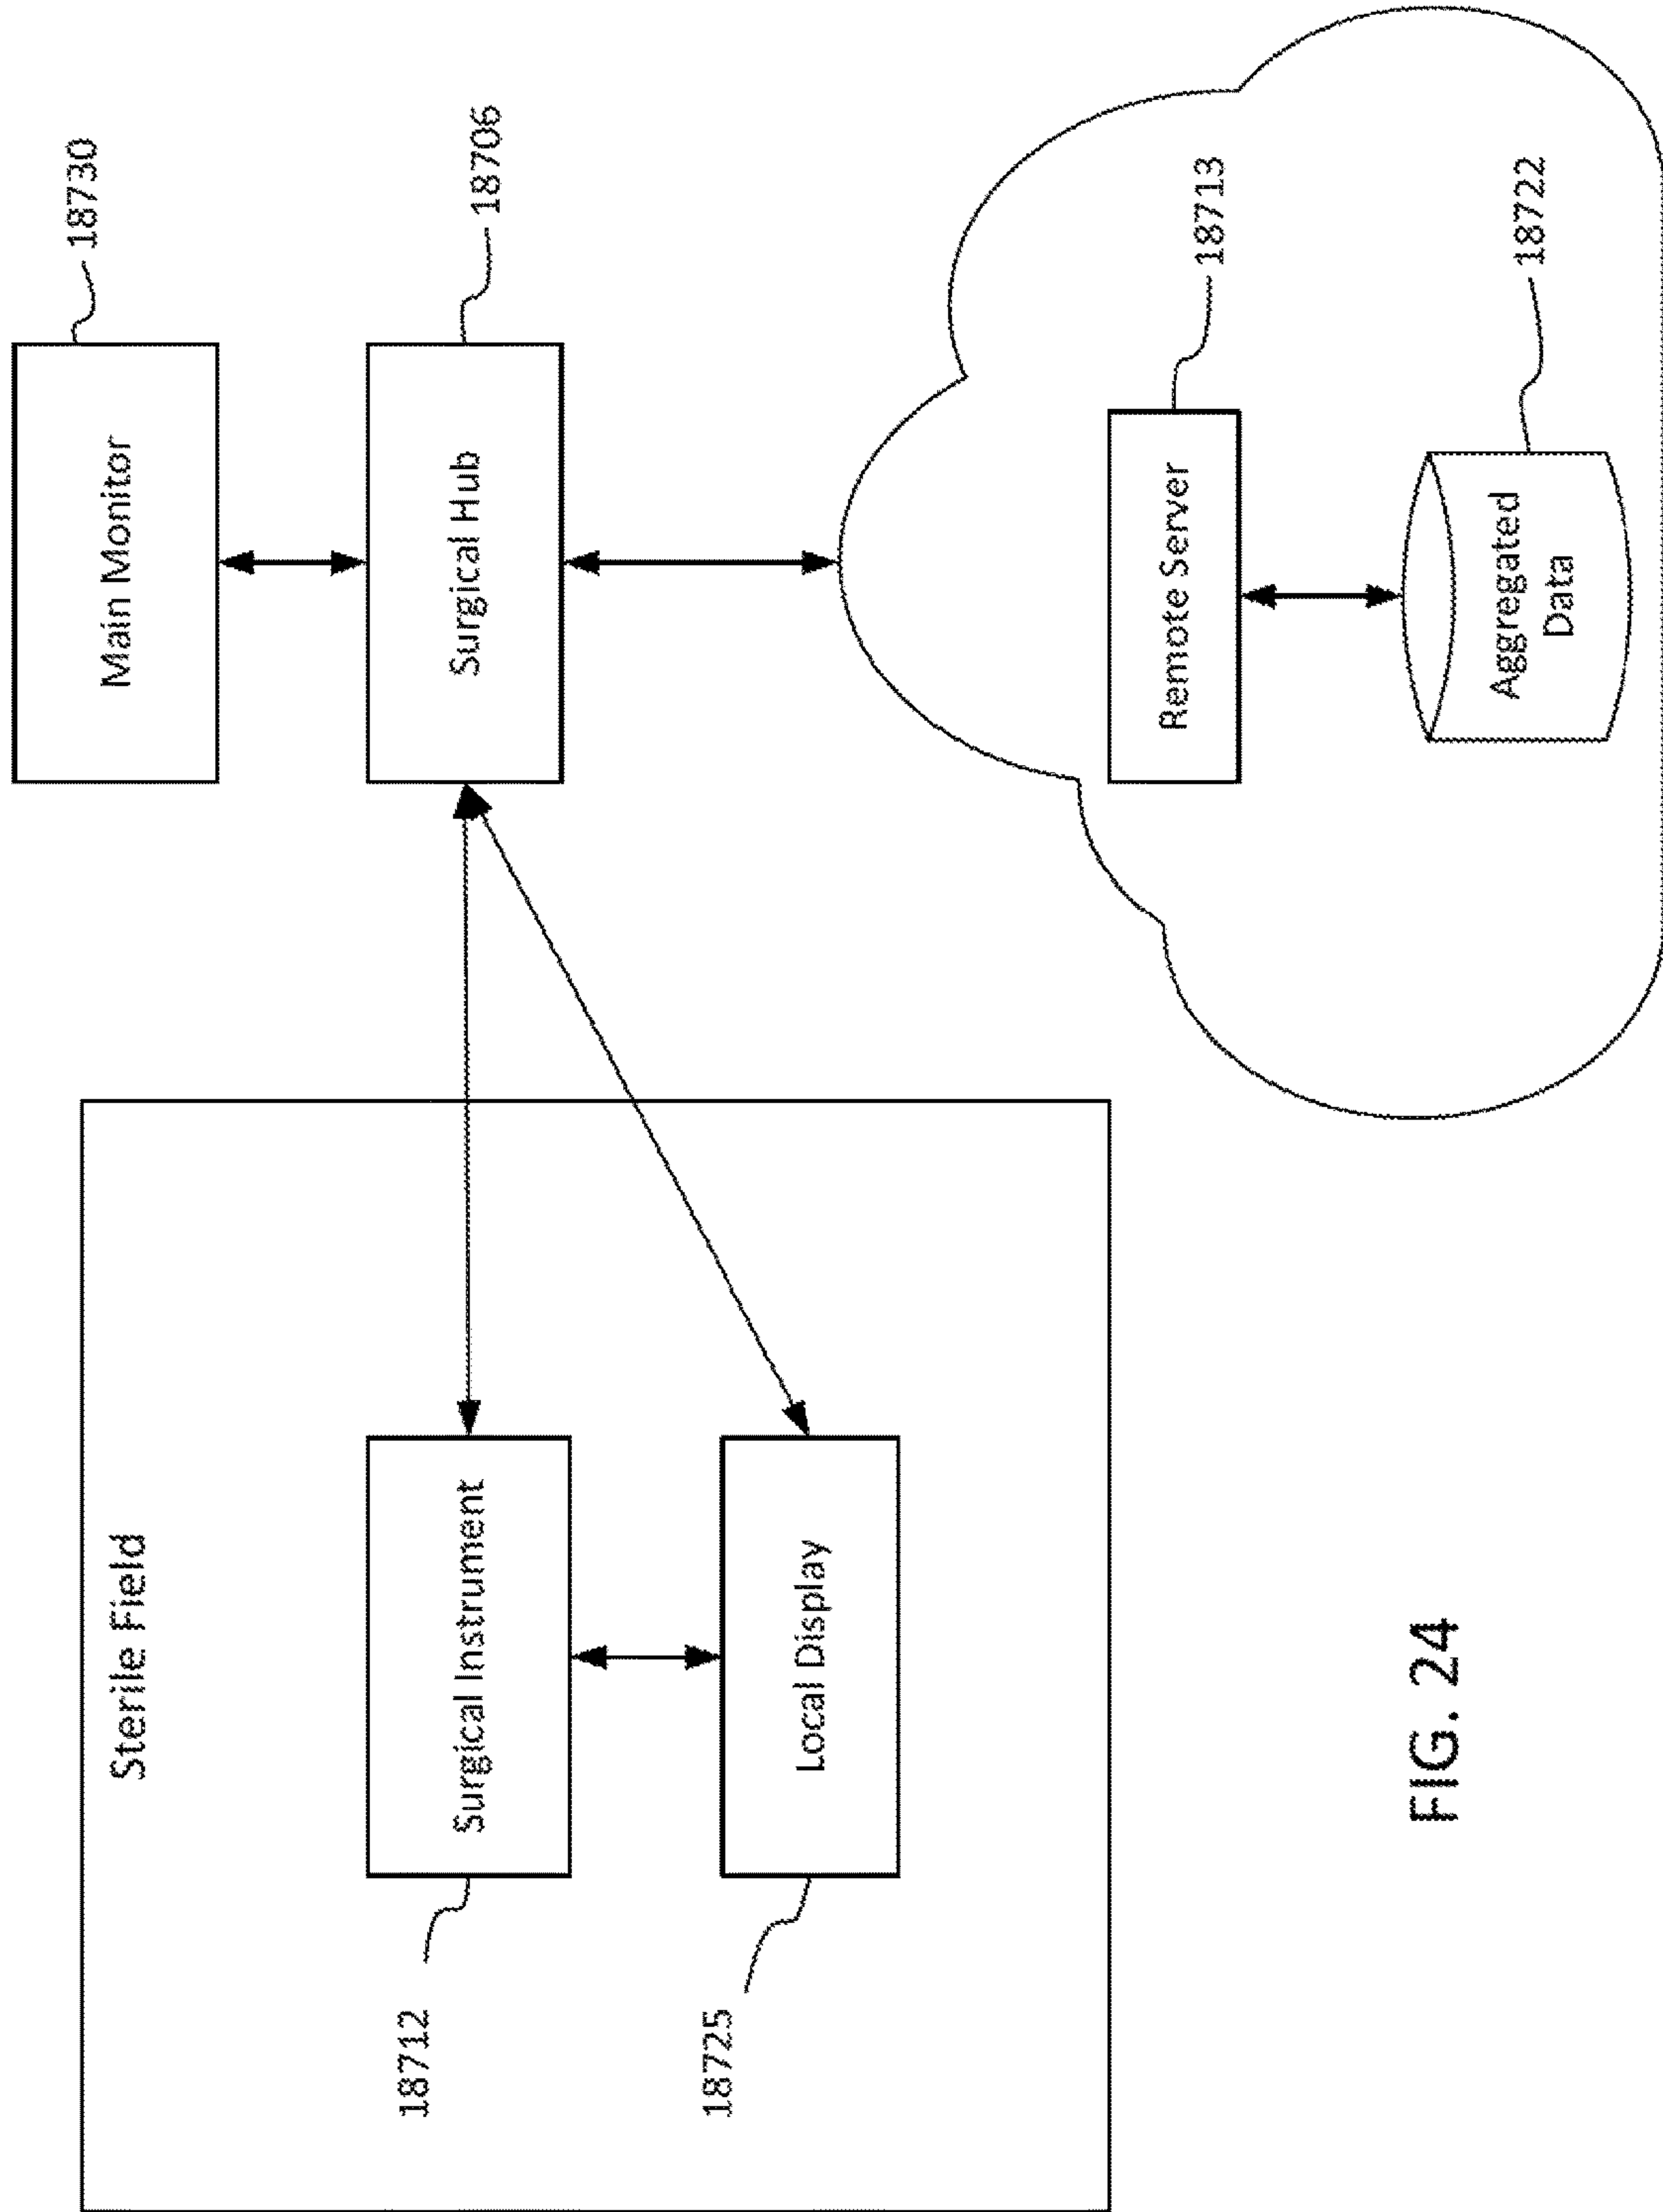 Sterile Field
18712
Surgical Instrument
18725
Local Display
Main Monitor
18730
Surgical Hub
18706
Remote Server
18713
Aggregated
Data
18722
FIG. 24